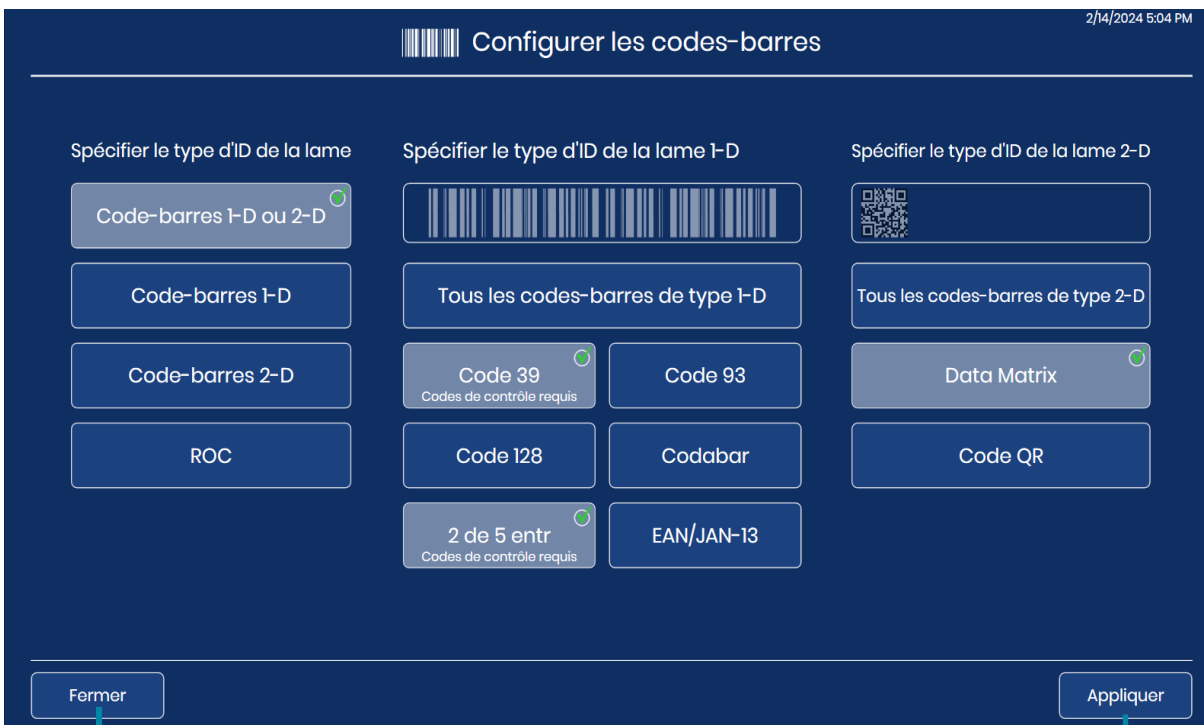 2/14/2024 5:04 PM
Configurer les codes-barres
Spécifier le type d'ID de la lame
Code-barres 1-D ou 2-D
Code-barres 1-D
Code-barres 2-D
ROC
Spécifier le type d'ID de la lame 1-D
Tous les codes-barres de type 1-D
Code 39
Codes de contrôle requis
Code 93
Code 128
Codabar
2 de 5 entr
Codes de contrôle requis
EAN/JAN-13
Spécifier le type d'ID de la lame 2-D
Tous les codes-barres de type 2-D
Data Matrix
Code QR
Fermer
Appliquer